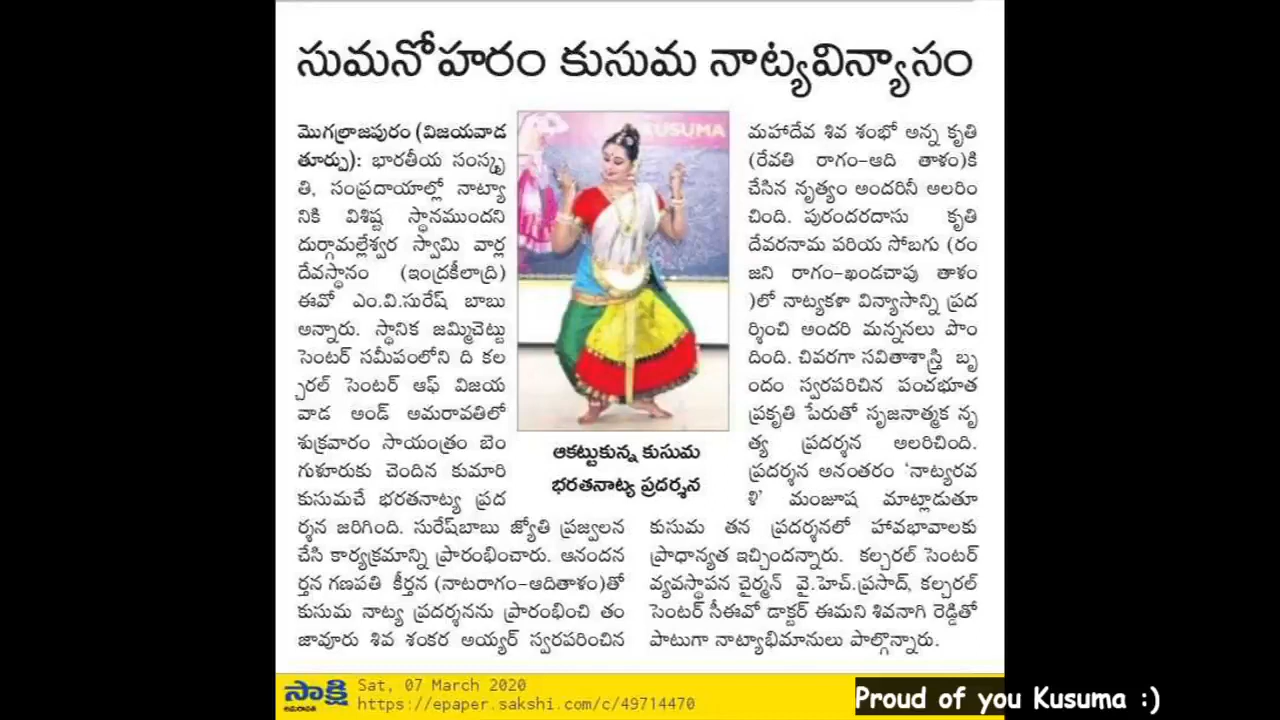 సుమనోహరం కుసుమ నాట్యవిన్యాసం
మొగల్రాజపురం (విజయవాడ
తూర్పు): భారతీయ సంస్కృ
తి, సంప్రదాయాల్లో నాట్యా
నికి విశిష్ట స్థానముందని
దుర్గామల్లేశ్వర స్వామి వార్ల
దేవస్థానం (ఇంద్రకీలాద్రి)
ఈవో ఎం.వి.సురేష్ బాబు
అన్నారు. స్థానిక జమ్మిచెట్టు
సెంటర్ సమీపంలోని ది కల
్చరల్ సెంటర్ ఆఫ్ విజయ
వాడ అండ్ అమరావతిలో
శుక్రవారం సాయంత్రం బెం
గుళూరుకు చెందిన కుమారి
కుసుమచే భరతనాట్య ప్రద
ర్శన జరిగింది. సురేష్‌బాబు జ్యోతి ప్రజ్వలన
చేసి కార్యక్రమాన్ని ప్రారంభించారు. ఆనందన
ర్తన గణపతి కీర్తన (నాటరాగం-ఆదితాళం)తో
కుసుమ నాట్య ప్రదర్శనను ప్రారంభించి తం
జావూరు శివ శంకర అయ్యర్ స్వరపరించిన
KUSUMA
ఆకట్టుకున్న కుసుమ
భరతనాట్య ప్రదర్శన
మహాదేవ శివ శంభో అన్న కృతి
(రేవతి రాగం-ఆది తాళం)కి
చేసిన నృత్యం అందరినీ అలరిం
చింది. పురందరదాసు కృతి
దేవరనామ పరియ సోబగు (రం
జని రాగం-ఖండచాపు తాళం
)లో నాట్యకళా విన్యాసాన్ని ప్రద
ర్శించి అందరి మన్ననలు పొం
దింది. చివరగా సవితాశాస్త్రి బృ
ందం స్వరపరిచిన పంచభూత
ప్రకృతి పేరుతో సృజనాత్మక నృ
త్య ప్రదర్శన అలరిచింది.
ప్రదర్శన అనంతరం 'నాట్యరవ
ళి' మంజూష మాట్లాడుతూ
కుసుమ తన ప్రదర్శనలో హావభావాలకు
ప్రాధాన్యత ఇచ్చిందన్నారు. కల్చరల్ సెంటర్
వ్యవస్థాపన చైర్మన్ వై.హెచ్.ప్రసాద్, కల్చరల్
సెంటర్ సీఈవో డాక్టర్ ఈమని శివనాగి రెడ్డితో
పాటుగా నాట్యాభిమానులు పాల్గొన్నారు.
సాక్షి
అమరావతి
Sat, 07 March 2020
https://epaper.sakshi.com/c/49714470
Proud of you Kusuma :)